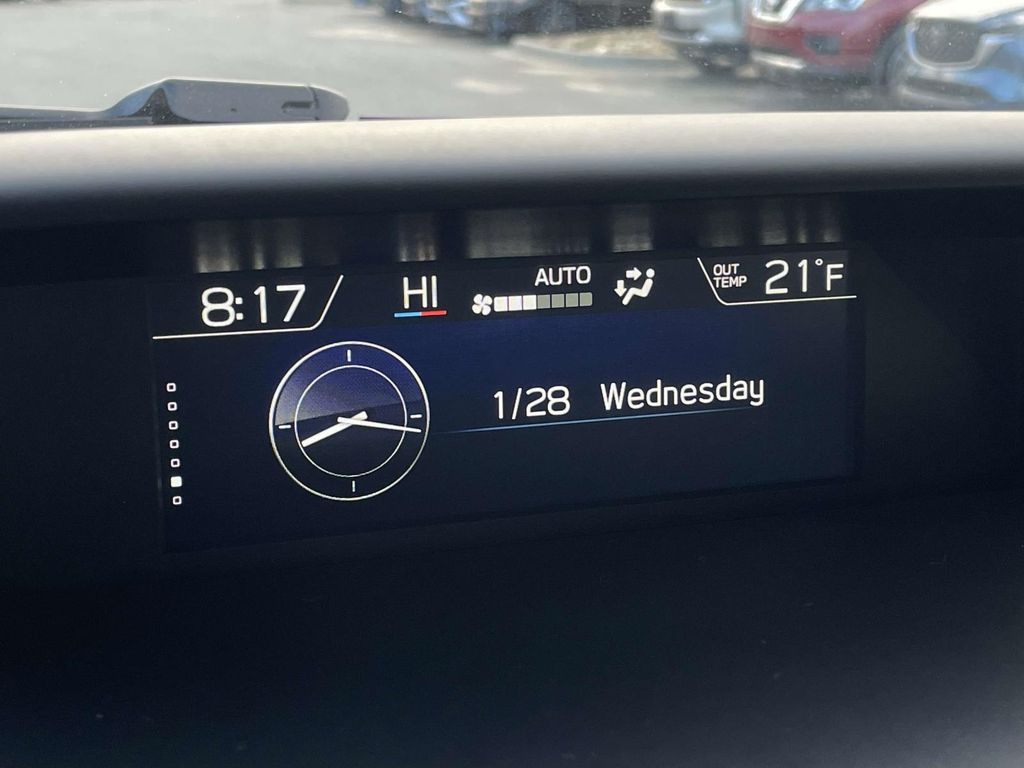 8:17
HI
AUTO
OUT
TEMP
21°F
1/28 Wednesday